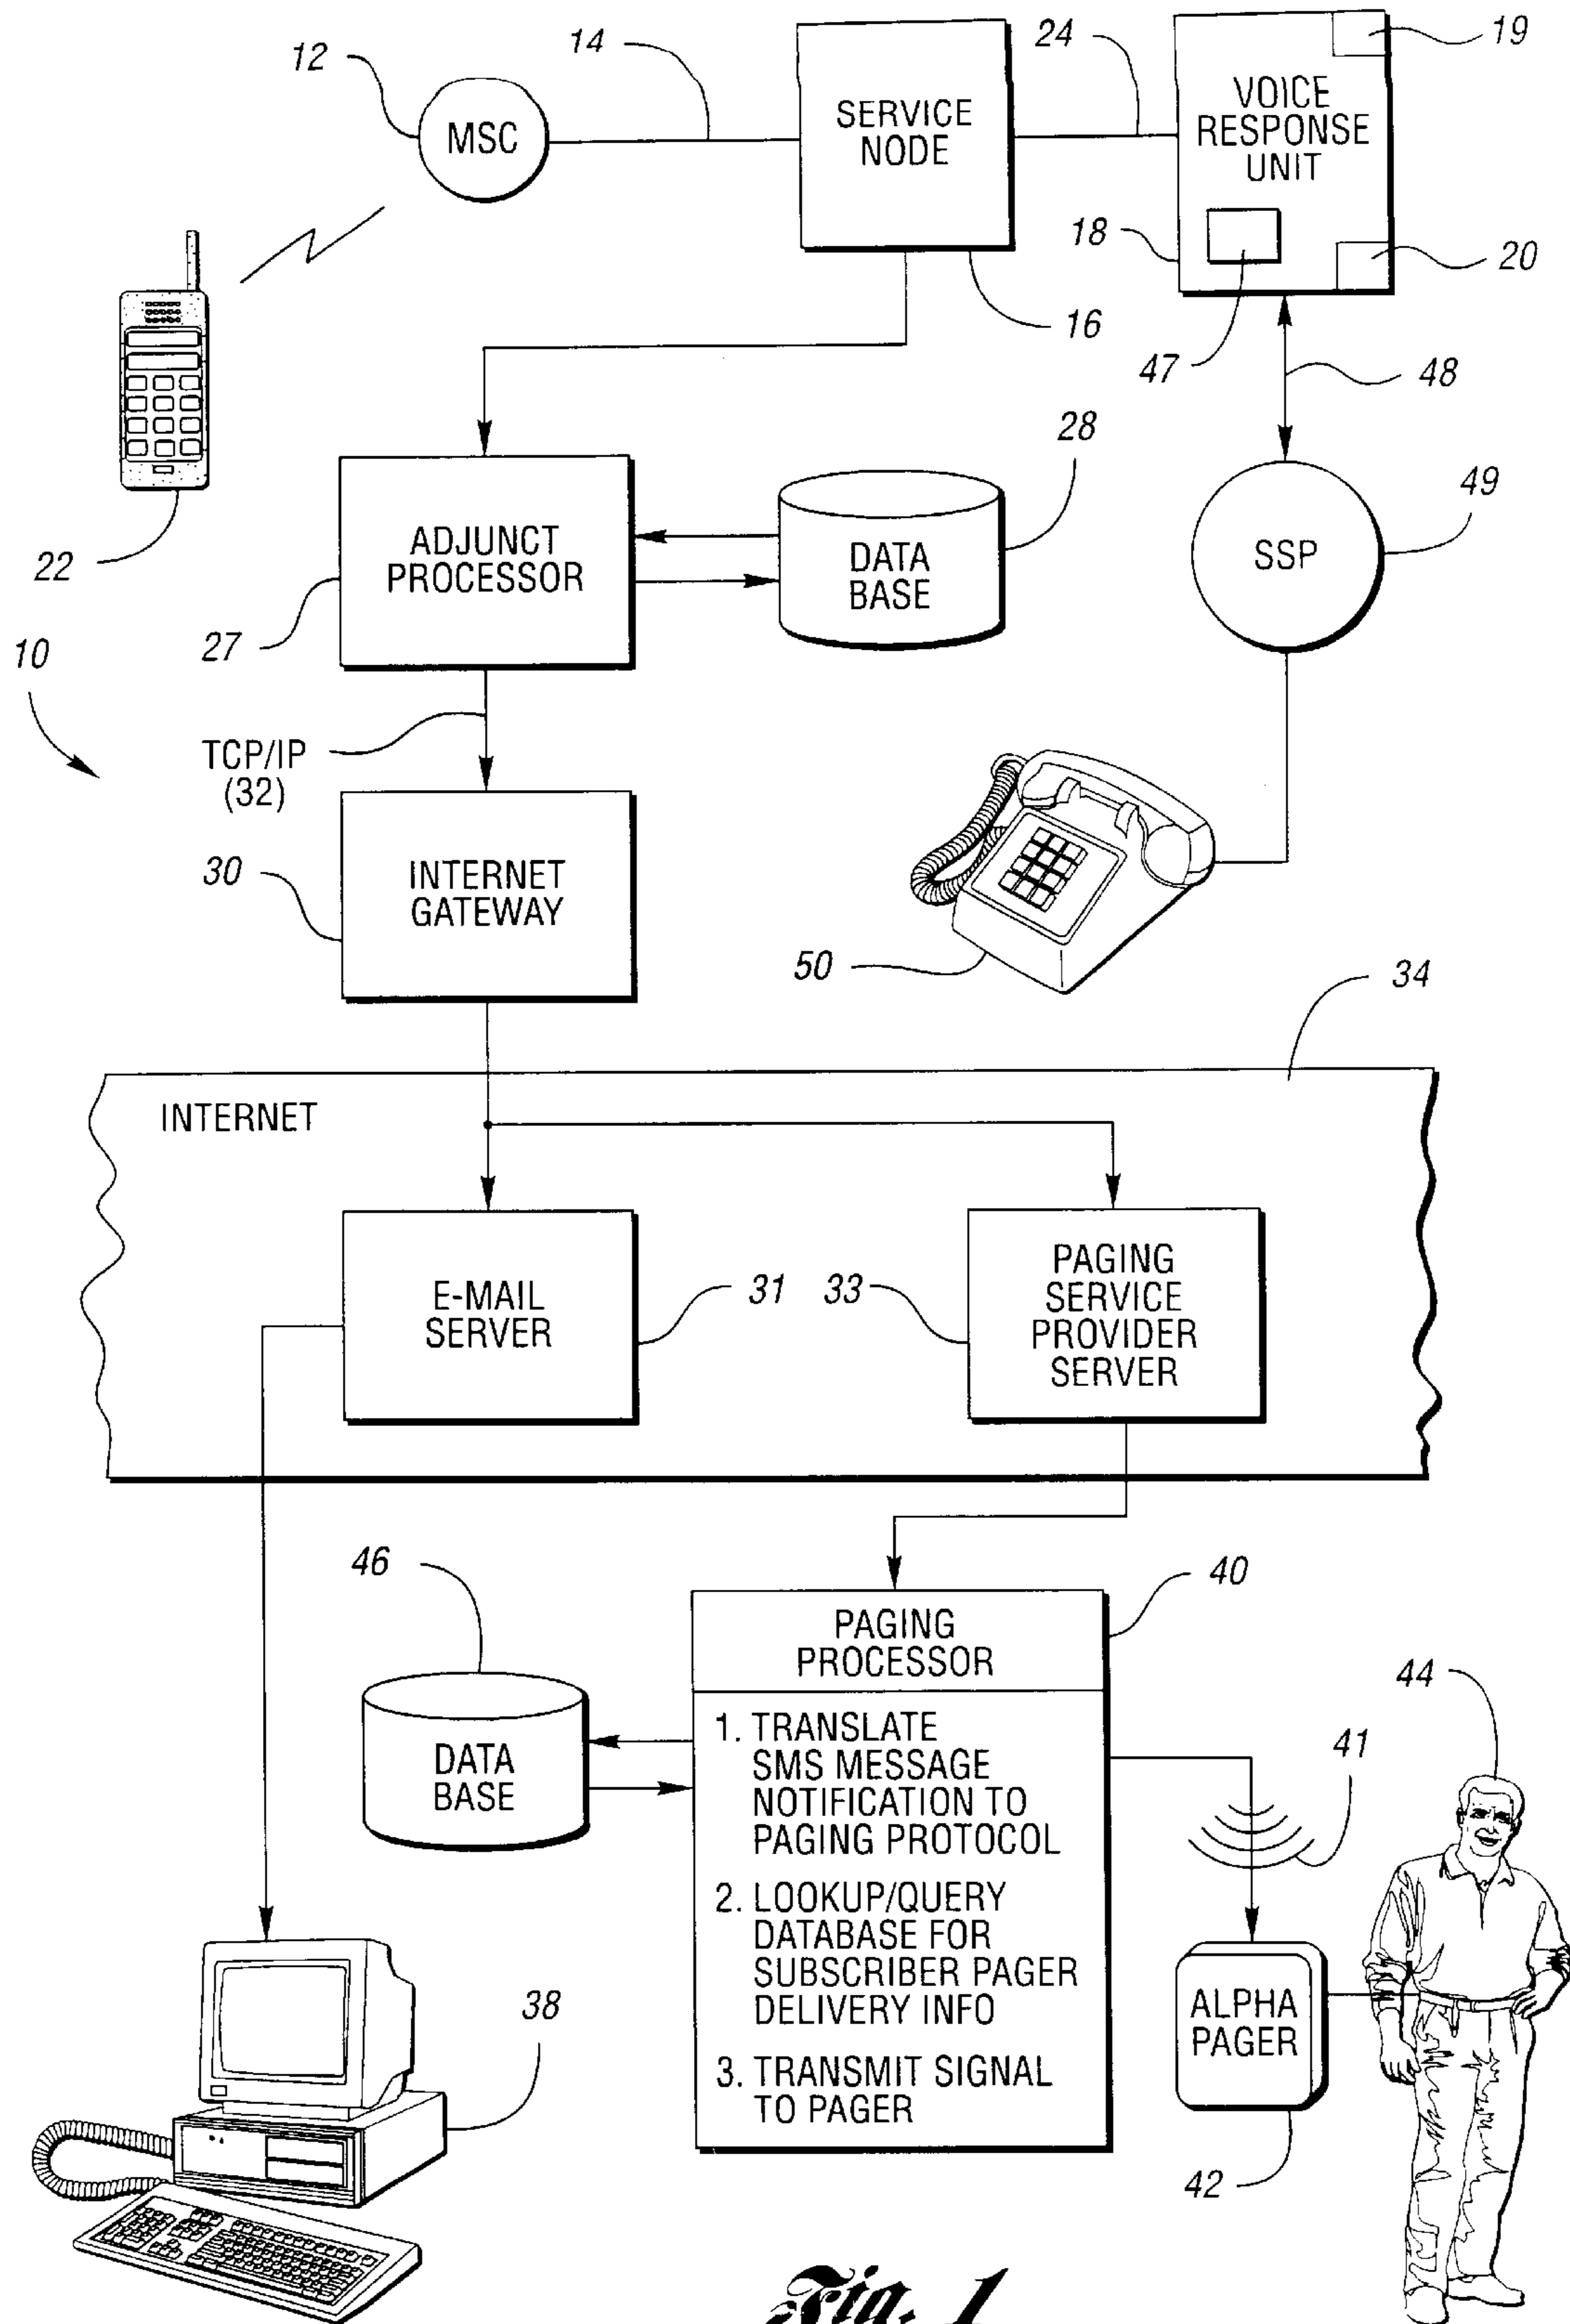 12
14
24
19
MSC
SERVICE
NODE
VOICE
RESPONSE
UNIT
18
20
16
47
48
22
28
49
ADJUNCT
PROCESSOR
DATA
BASE
SSP
27
10
TCP/IP
(32)
30
INTERNET
GATEWAY
50
34
INTERNET
E-MAIL
SERVER
31
33
PAGING
SERVICE
PROVIDER
SERVER
46
40
PAGING
PROCESSOR
44
DATA
BASE
1. TRANSLATE
SMS MESSAGE
NOTIFICATION TO
PAGING PROTOCOL
41
2. LOOKUP/QUERY
DATABASE FOR
SUBSCRIBER PAGER
DELIVERY INFO
38
ALPHA
PAGER
3. TRANSMIT SIGNAL
TO PAGER
42
Fig. 1